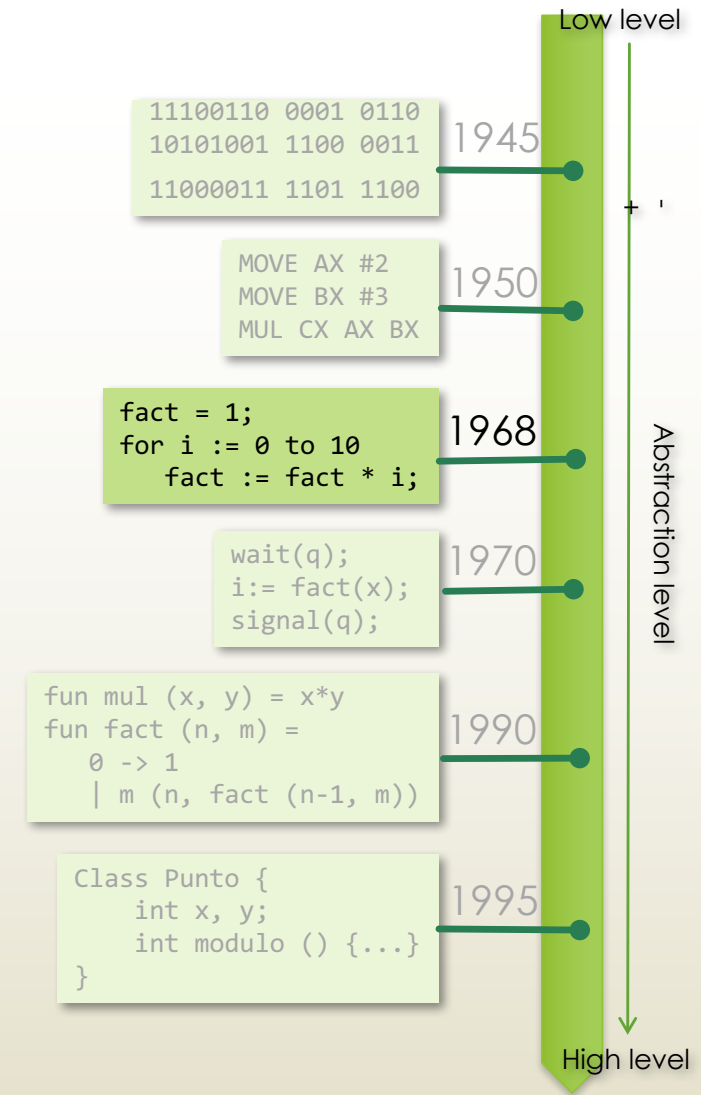 Low level
11100110 0001 0110
10101001 1100 0011
11000011 1101 1100
1945
+ -
MOVE AX #2
MOVE BX #3
MUL CX AX BX
1950
fact = 1;
for i := 0 to 10
fact := fact * i;
1968
Abstraction level
wait(q);
i:= fact(x);
signal(q);
1970
fun mul (x, y) = x*y
fun fact (n, m) =
0 -> 1
| m (n, fact (n-1, m))
1990
Class Punto {
int x, y;
int modulo () {...}
}
1995
High level